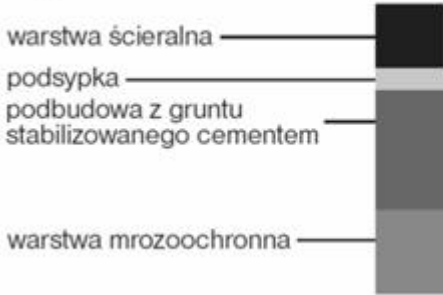 warstwa ścieralna
podsypka
podbudowa z gruntu
stabilizowanego cementem
warstwa mrozoochronna